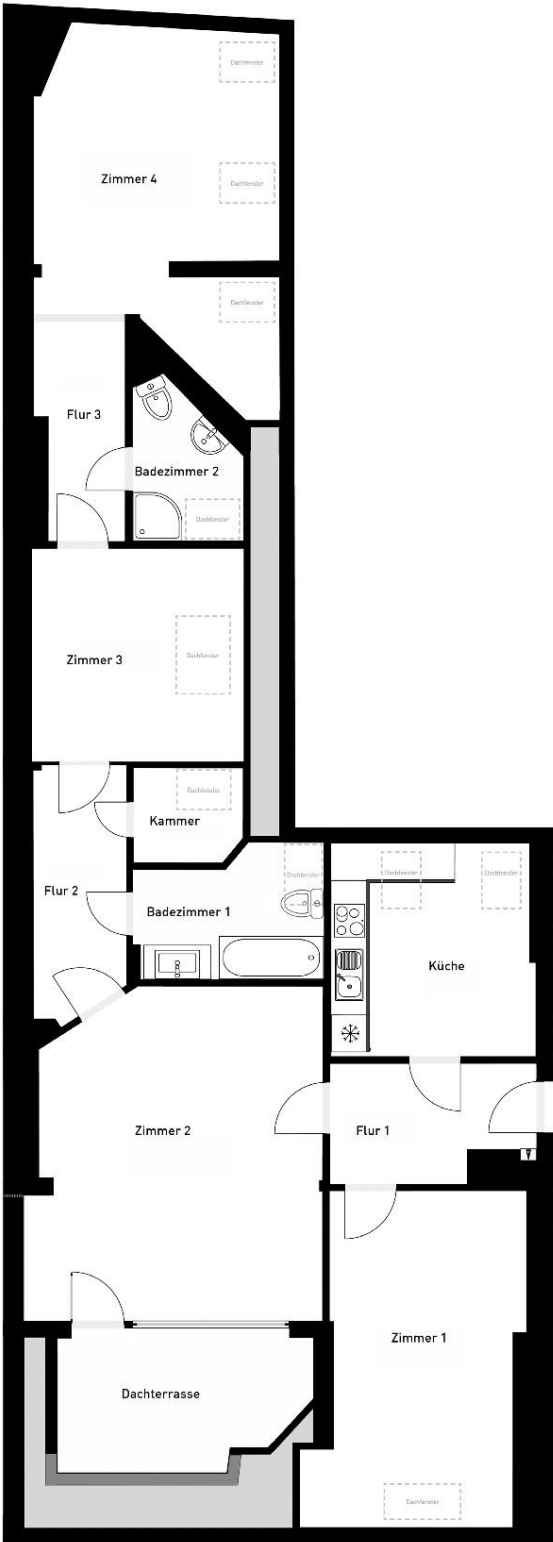 Dachfenster
Zimmer 4
Dachfenster
Dachfenster
Flur 3
Badezimmer 2
Dachfenster
Zimmer 3
Dachfenster
Dachfenster
Kammer
Flur 2
Dachfenster
Dachfenster
Dachfenster
Badezimmer 1
Küche
Zimmer 2
Flur 1
Zimmer 1
Dachterrasse
Dachfenster